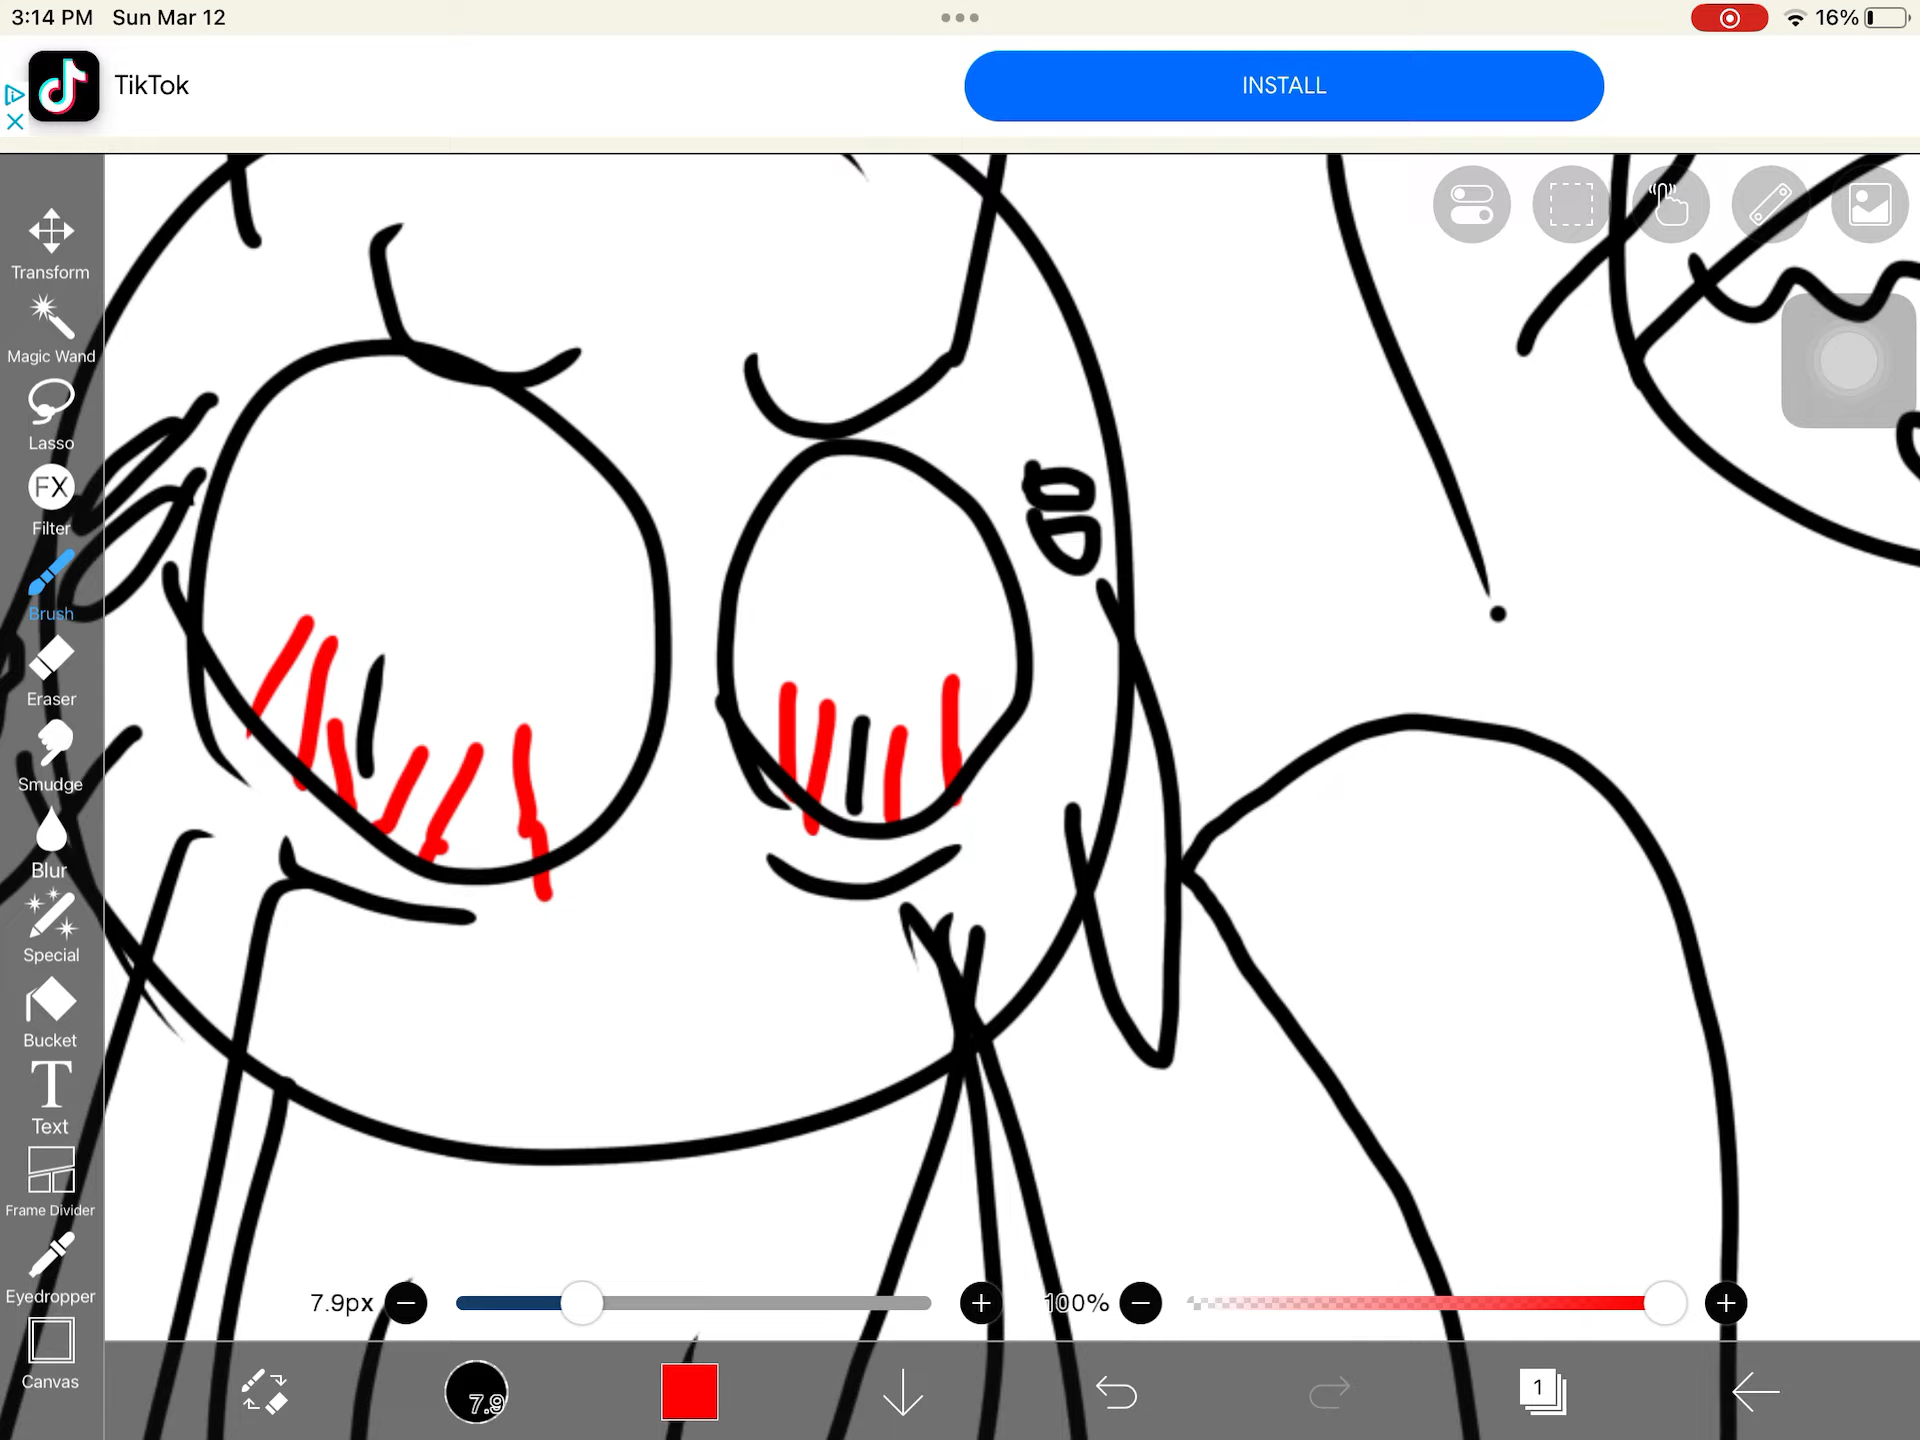 3:14 PM Sun Mar 12
16%
TikTok
INSTALL
Transform
Magic Wand
Lasso
FX
Filter
Brush
Eraser
Smudge
Blur
Special
Bucket
T
Text
Frame Divider
Eyedropper
Canvas
7.9px
100%
7.9
1